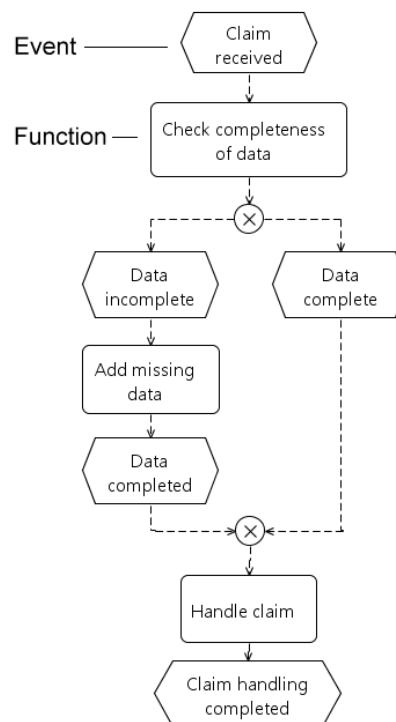 Event
Claim
received
Function
Check completeness
of data
Data
incomplete
Data
complete
Add missing
data
Data
completed
Handle claim
Claim handling
completed